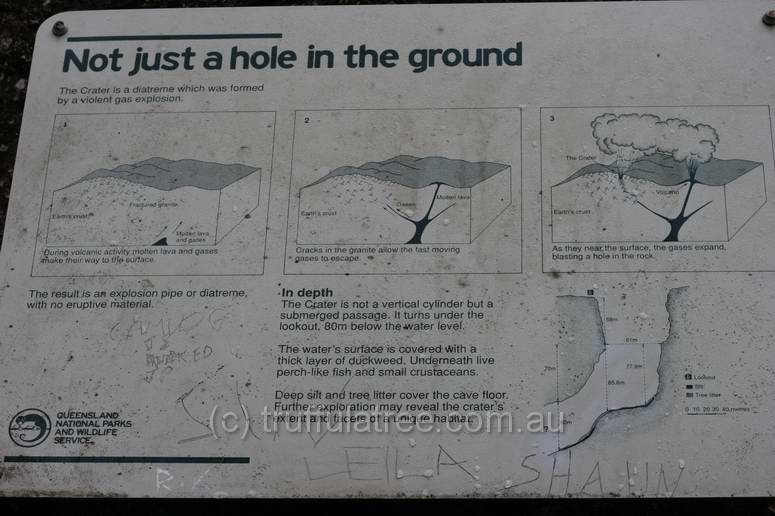 Not just a hole in the ground
The Crater is a diatreme which was formed
by a violent gas explosion.
1
Fractured granite
Earth's crust
Molten lava
and gases
During volcanic activity molten lava and gases
make their way to the surface.
2
Molten lava
Gases
Earth's crust
Cracks in the granite allow the fast moving
gases to escape.
3
The Crater
Volcano
Earth's crust
As they near the surface, the gases expand,
blasting a hole in the rock.
The result is an explosion pipe or diatreme,
with no eruptive material.
In depth
The Crater is not a vertical cylinder but a
submerged passage. It turns under the
lookout, 80m below the water level.
The water's surface is covered with a
thick layer of duckweed. Underneath live
perch-like fish and small crustaceans.
Deep silt and tree litter cover the cave floor.
Further exploration may reveal the crater's
extent and facets of a unique habitat.
58m
61m
70m
77.9m
85.6m
Lookout
Silt
Tree litter
0 10 20 30 40 metres
QUEENSLAND
NATIONAL PARKS
AND WILDLIFE
SERVICE
(c) trundiatree.com.au
LEILA
SHAUN